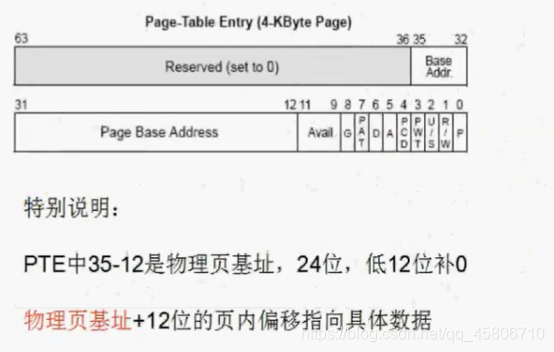 Page-Table Entry (4-KByte Page)
63 36 35 32
Reserved (set to 0) Base Addr.
31 12 11 9 8 7 6 5 4 3 2 1 0
Page Base Address Avail G PAT D A PCD PWT U/S R/W P
特别说明：
PTE中35-12是物理页基址，24位，低12位补0
物理页基址+12位的页内偏移指向具体数据
https://blog.csdn.net/qq_45806710